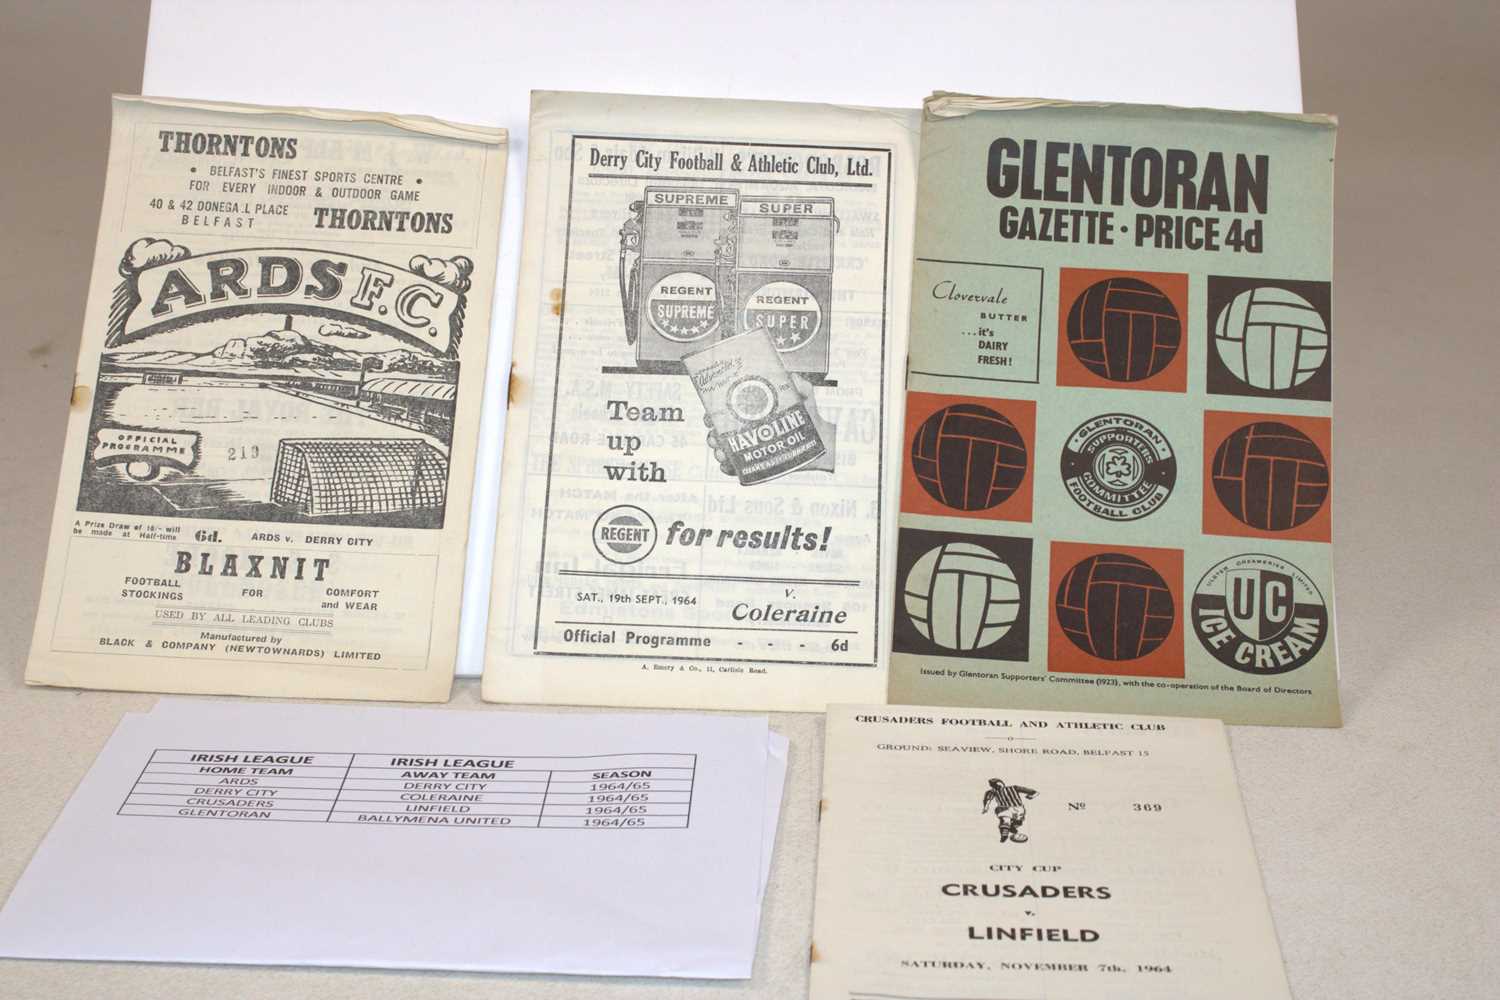 THORNTONS
• BELFAST'S FINEST SPORTS CENTRE •
FOR EVERY INDOOR & OUTDOOR GAME
40 & 42 DONEGALL PLACE
BELFAST
THORNTONS
ARDS F.C.
OFFICIAL
PROGRAMME
219
A Prize Draw of 10/- will
be made at Half-time
6d.
ARDS v. DERRY CITY
BLAXNIT
FOOTBALL STOCKINGS
FOR
COMFORT and WEAR
USED BY ALL LEADING CLUBS
Manufactured by
BLACK & COMPANY (NEWTOWNARDS) LIMITED
Derry City Football & Athletic Club, Ltd.
SUPREME
SUPER
REGENT
SUPREME
REGENT
SUPER
HAVOLINE
MOTOR OIL
Team
up
with
REGENT
for results!
SAT., 19th SEPT., 1964
v.
Coleraine
Official Programme - - - 6d
A. Emery & Co., 11, Carlisle Road.
GLENTORAN
GAZETTE · PRICE 4d
Clovervale
BUTTER
...it's
DAIRY
FRESH!
GLENTORAN
SUPPORTERS
COMMITTEE
FOOTBALL CLUB
ULSTER CREAMERIES LIMITED
UC
ICE CREAM
Issued by Glentoran Supporters' Committee (1923), with the co-operation of the Board of Directors
IRISH LEAGUE IRISH LEAGUE
HOME TEAM AWAY TEAM SEASON
ARDS DERRY CITY 1964/65
DERRY CITY COLERAINE 1964/65
CRUSADERS LINFIELD 1964/65
GLENTORAN BALLYMENA UNITED 1964/65
CRUSADERS FOOTBALL AND ATHLETIC CLUB
GROUND: SEAVIEW, SHORE ROAD, BELFAST 15
Nº 369
CITY CUP
CRUSADERS
v.
LINFIELD
SATURDAY, NOVEMBER 7th, 1964